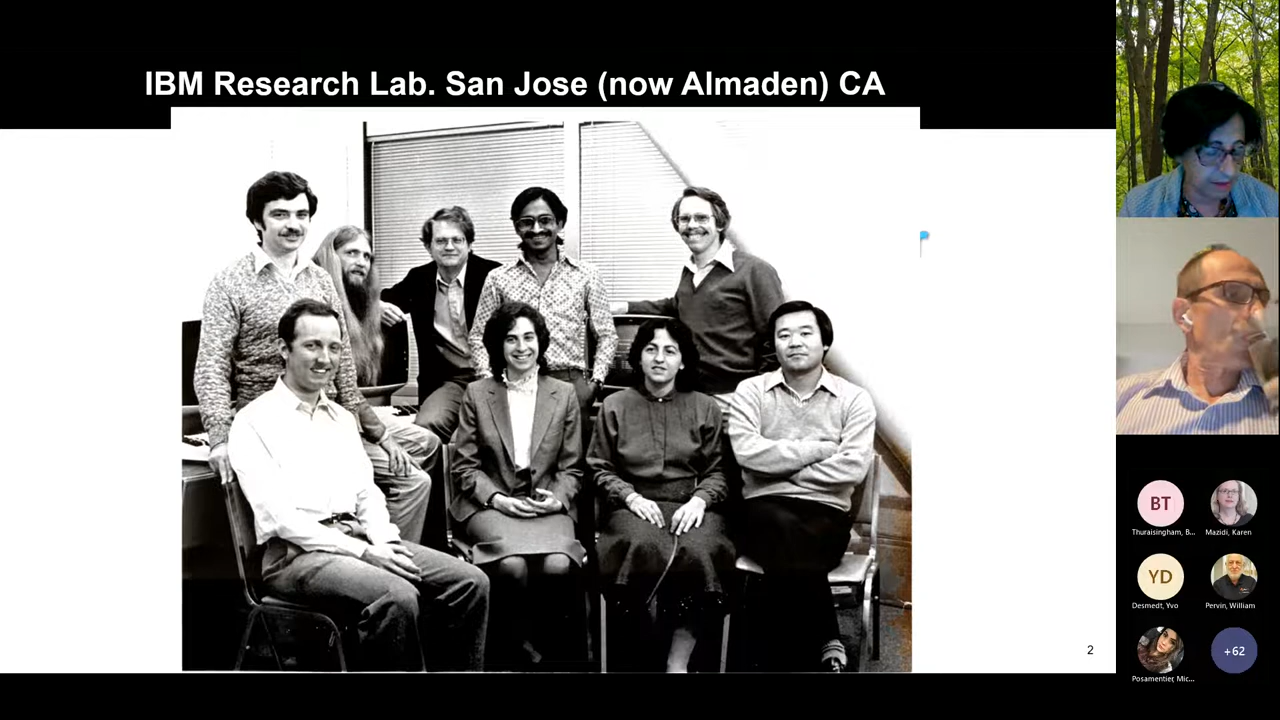 IBM Research Lab. San Jose (now Almaden) CA
2
BT
Thuraisingham, B...
Mazidi, Karen
YD
Desmedt, Yvo
Pervin, William
Posamentier, Mic...
+62